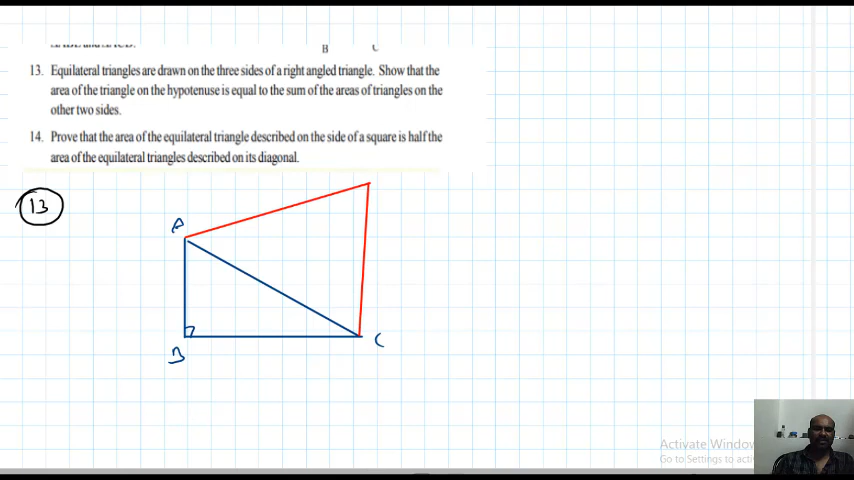 B C
13. Equilateral triangles are drawn on the three sides of a right angled triangle. Show that the
area of the triangle on the hypotenuse is equal to the sum of the areas of triangles on the
other two sides.
14. Prove that the area of the equilateral triangle described on the side of a square is half the
area of the equilateral triangles described on its diagonal.
13
A
B
C
Activate Window
Go to Settings to acti